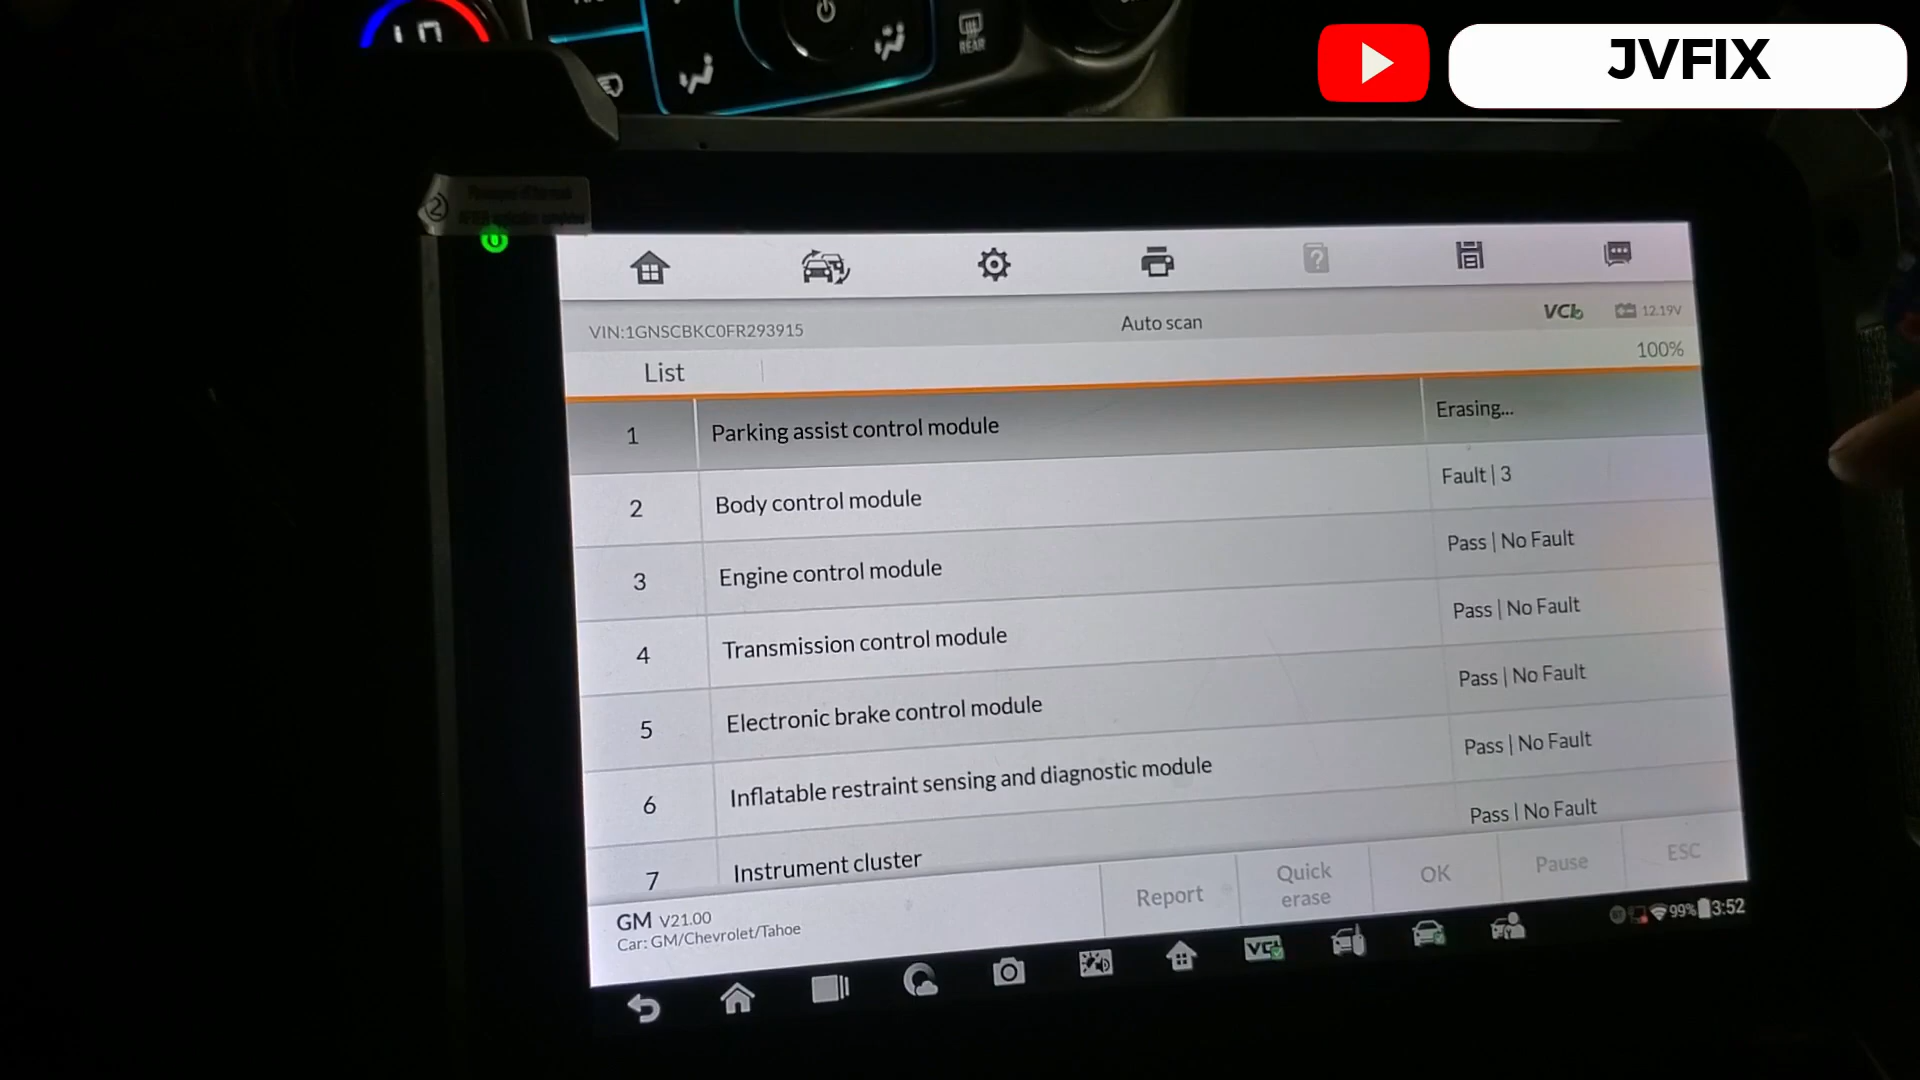 JVFIX
REAR
VIN:1GNSCBKC0FR293915
Auto scan
VCI
12.19V
List
100%
1 Parking assist control module Erasing...
2 Body control module Fault | 3
3 Engine control module Pass | No Fault
4 Transmission control module Pass | No Fault
5 Electronic brake control module Pass | No Fault
6 Inflatable restraint sensing and diagnostic module Pass | No Fault
7 Instrument cluster Pass | No Fault
GM V21.00
Car: GM/Chevrolet/Tahoe
Report
Quick
erase
OK
Pause
ESC
VCI
99% 3:52